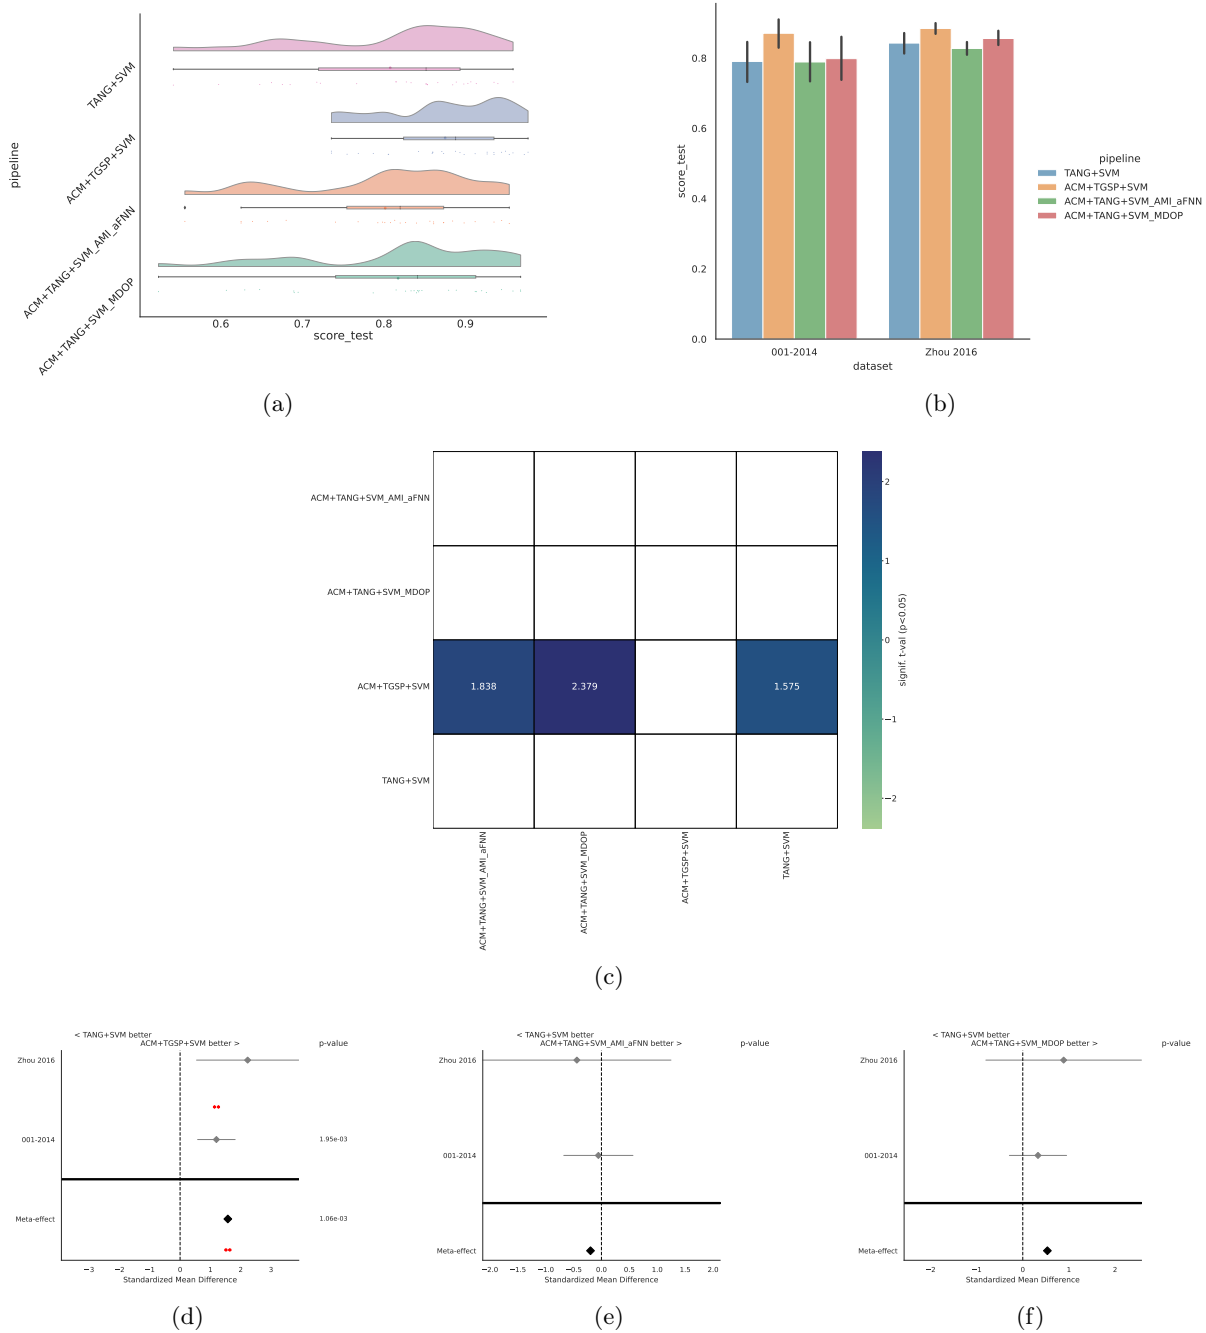 pipeline
TANG+SVM
ACM+TGSP+SVM
ACM+TANG+SVM_AMI_aFNN
ACM+TANG+SVM_MDOP
0.6 0.7 0.8 0.9
score_test
(a)
score_test
0.8
0.6
0.4
0.2
0.0
001-2014 Zhou 2016
dataset
pipeline
TANG+SVM
ACM+TGSP+SVM
ACM+TANG+SVM_AMI_aFNN
ACM+TANG+SVM_MDOP
(b)
ACM+TANG+SVM_AMI_aFNN
ACM+TANG+SVM_MDOP
ACM+TGSP+SVM
TANG+SVM
1.838 2.379 1.575
ACM+TANG+SVM_AMI_aFNN
ACM+TANG+SVM_MDOP
ACM+TGSP+SVM
TANG+SVM
2
1
0
−1
−2
signif. t-val (p<0.05)
(c)
< TANG+SVM better
ACM+TGSP+SVM better >
p-value
Zhou 2016
001-2014
1.95e-03
Meta-effect
1.06e-03
−3 −2 −1 0 1 2 3
Standardized Mean Difference
(d)
< TANG+SVM better
ACM+TANG+SVM_AMI_aFNN better >
p-value
Zhou 2016
001-2014
Meta-effect
−2.0 −1.5 −1.0 −0.5 0.0 0.5 1.0 1.5 2.0
Standardized Mean Difference
(e)
< TANG+SVM better
ACM+TANG+SVM_MDOP better >
p-value
Zhou 2016
001-2014
Meta-effect
−2 −1 0 1 2
Standardized Mean Difference
(f)